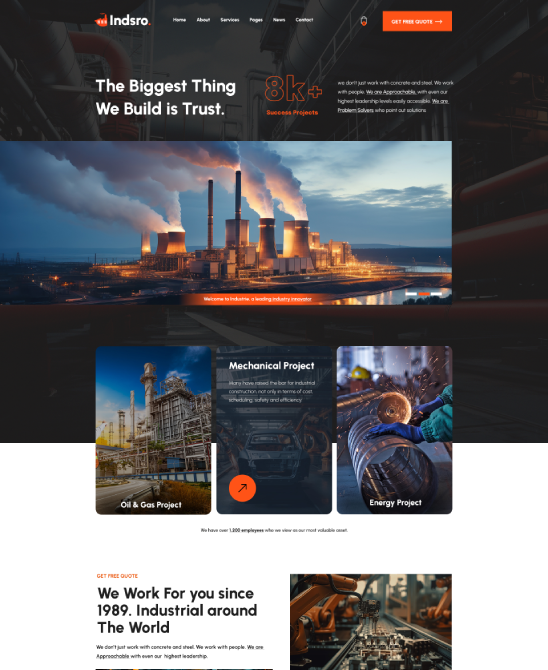 Indsro.
Home About Services Pages News Contact
GET FREE QUOTE
The Biggest Thing
We Build is Trust.
8k+
Success Projects
we don't just work with concrete and steel. We work
with people. We are Approachable, with even our
highest leadership levels easily accessible. We are
Problem Solvers who point our solutions
Welcome to Industrie, a leading industry innovator
Oil & Gas Project
Mechanical Project
Many have raised the bar for industrial
construction, not only in terms of cost,
scheduling, safety and efficiency.
Energy Project
We have over 1,200 employees who we view as our most valuable asset.
GET FREE QUOTE
We Work For you since
1989. Industrial around
The World
We don't just work with concrete and steel. We work with people. We are
Approachable with even our highest leadership.